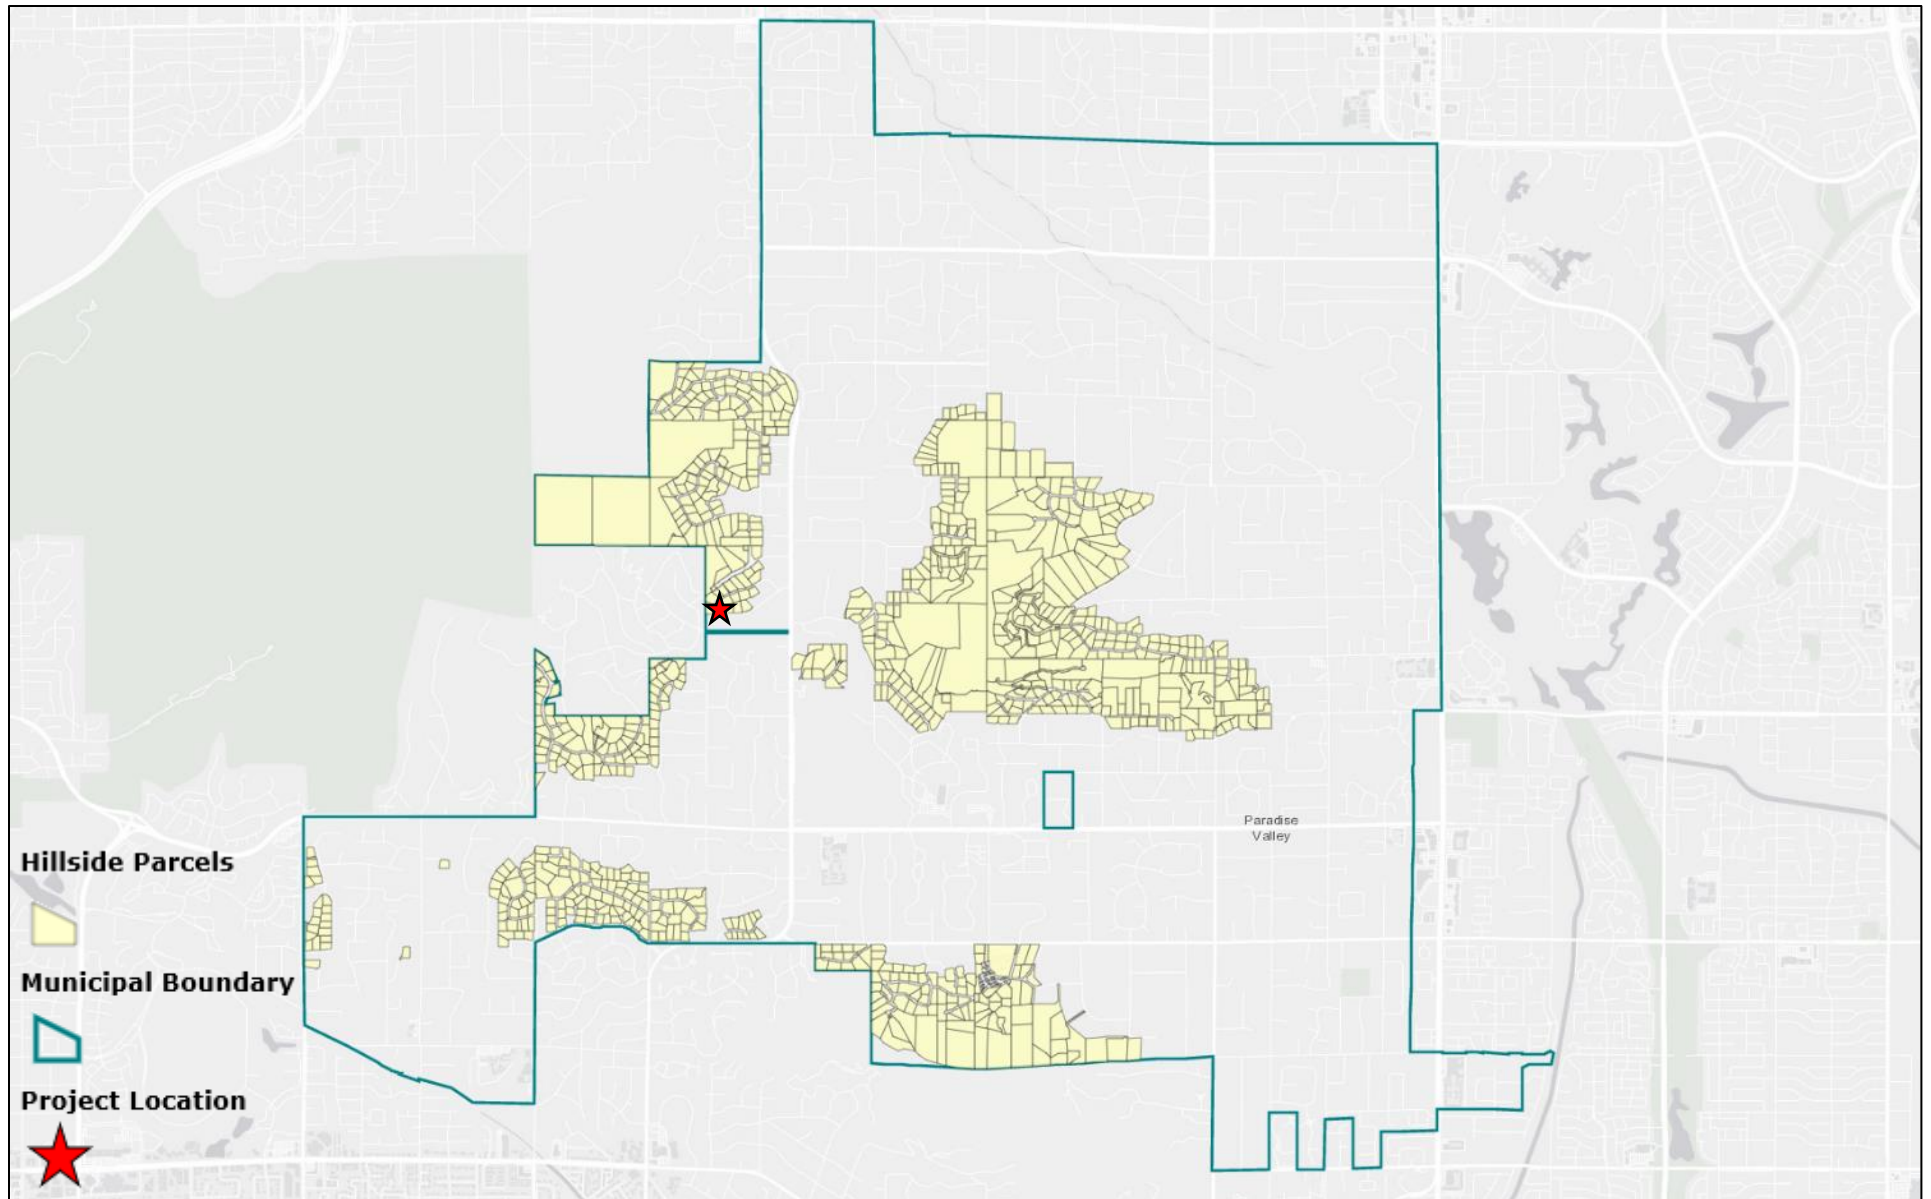 Paradise
Valley
Hillside Parcels
Municipal Boundary
Project Location